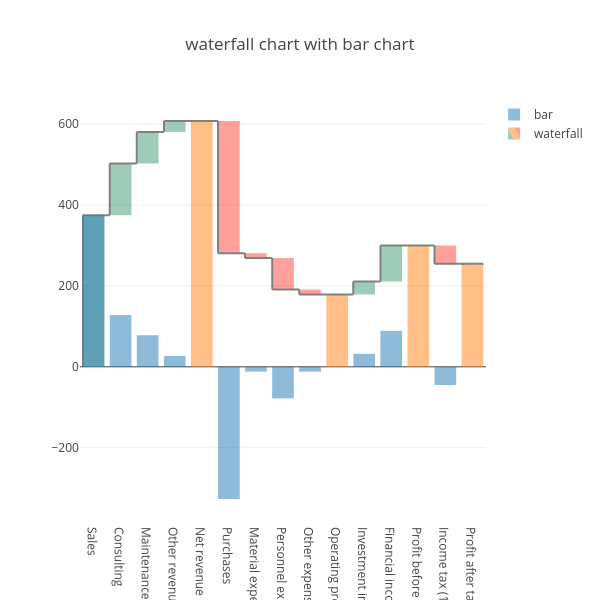 waterfall chart with bar chart
bar
waterfall
600
400
200
0
−200
Sales
Consulting
Maintenance
Other revenu
Net revenue
Purchases
Material expe
Personnel ex
Other expens
Operating pro
Investment in
Financial inco
Profit before
Income tax (1
Profit after ta